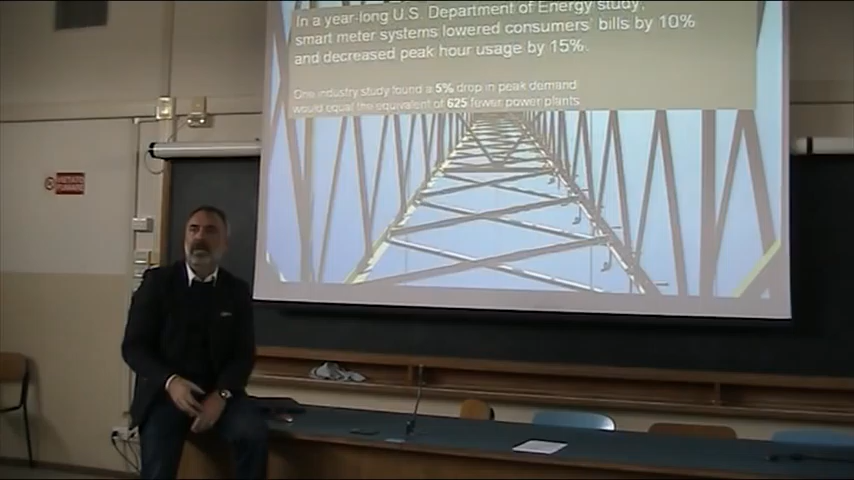 In a year-long U.S. Department of Energy study,
smart meter systems lowered consumers' bills by 10%
and decreased peak hour usage by 15%.
One industry study found a 5% drop in peak demand
would equal the equivalent of 625 fewer power plants
VIETATO
FUMARE